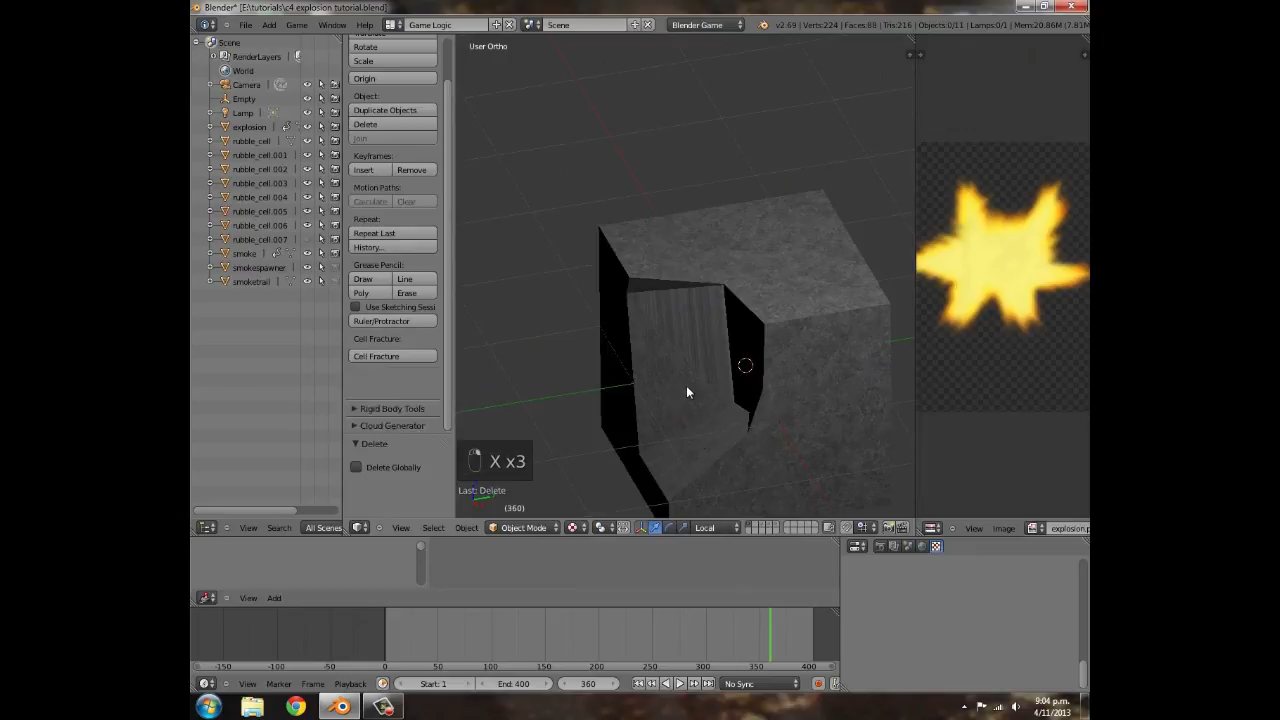 Blender* [E:\tutorials\c4 explosion tutorial.blend]
File Add Game Window Help Game Logic Scene Blender Game v2.69 | Verts:224 | Faces:88 | Tris:216 | Objects:0/11 | Lamps:0/1 | Mem:20.86M (7.81M
Scene
RenderLayers
World
Camera
Empty
Lamp
explosion
rubble_cell
rubble_cell.001
rubble_cell.002
rubble_cell.003
rubble_cell.004
rubble_cell.005
rubble_cell.006
rubble_cell.007
smoke
smokespawner
smoketrail
View Search All Scenes
Rotate
Scale
Origin
Object:
Duplicate Objects
Delete
Join
Keyframes:
Insert Remove
Motion Paths:
Calculate Clear
Repeat:
Repeat Last
History...
Grease Pencil:
Draw Line
Poly Erase
Use Sketching Sessi
Ruler/Protractor
Cell Fracture:
Cell Fracture
Rigid Body Tools
Cloud Generator
Delete
Delete Globally
User Ortho
X x3
Last: Delete
(360)
View Select Object Object Mode Local
View Image explosion.p
View Add
-150 -100 -50 0 50 100 150 200 250 300 350 400
View Marker Frame Playback Start: 1 End: 400 360 No Sync
9:04 p.m.
4/11/2013